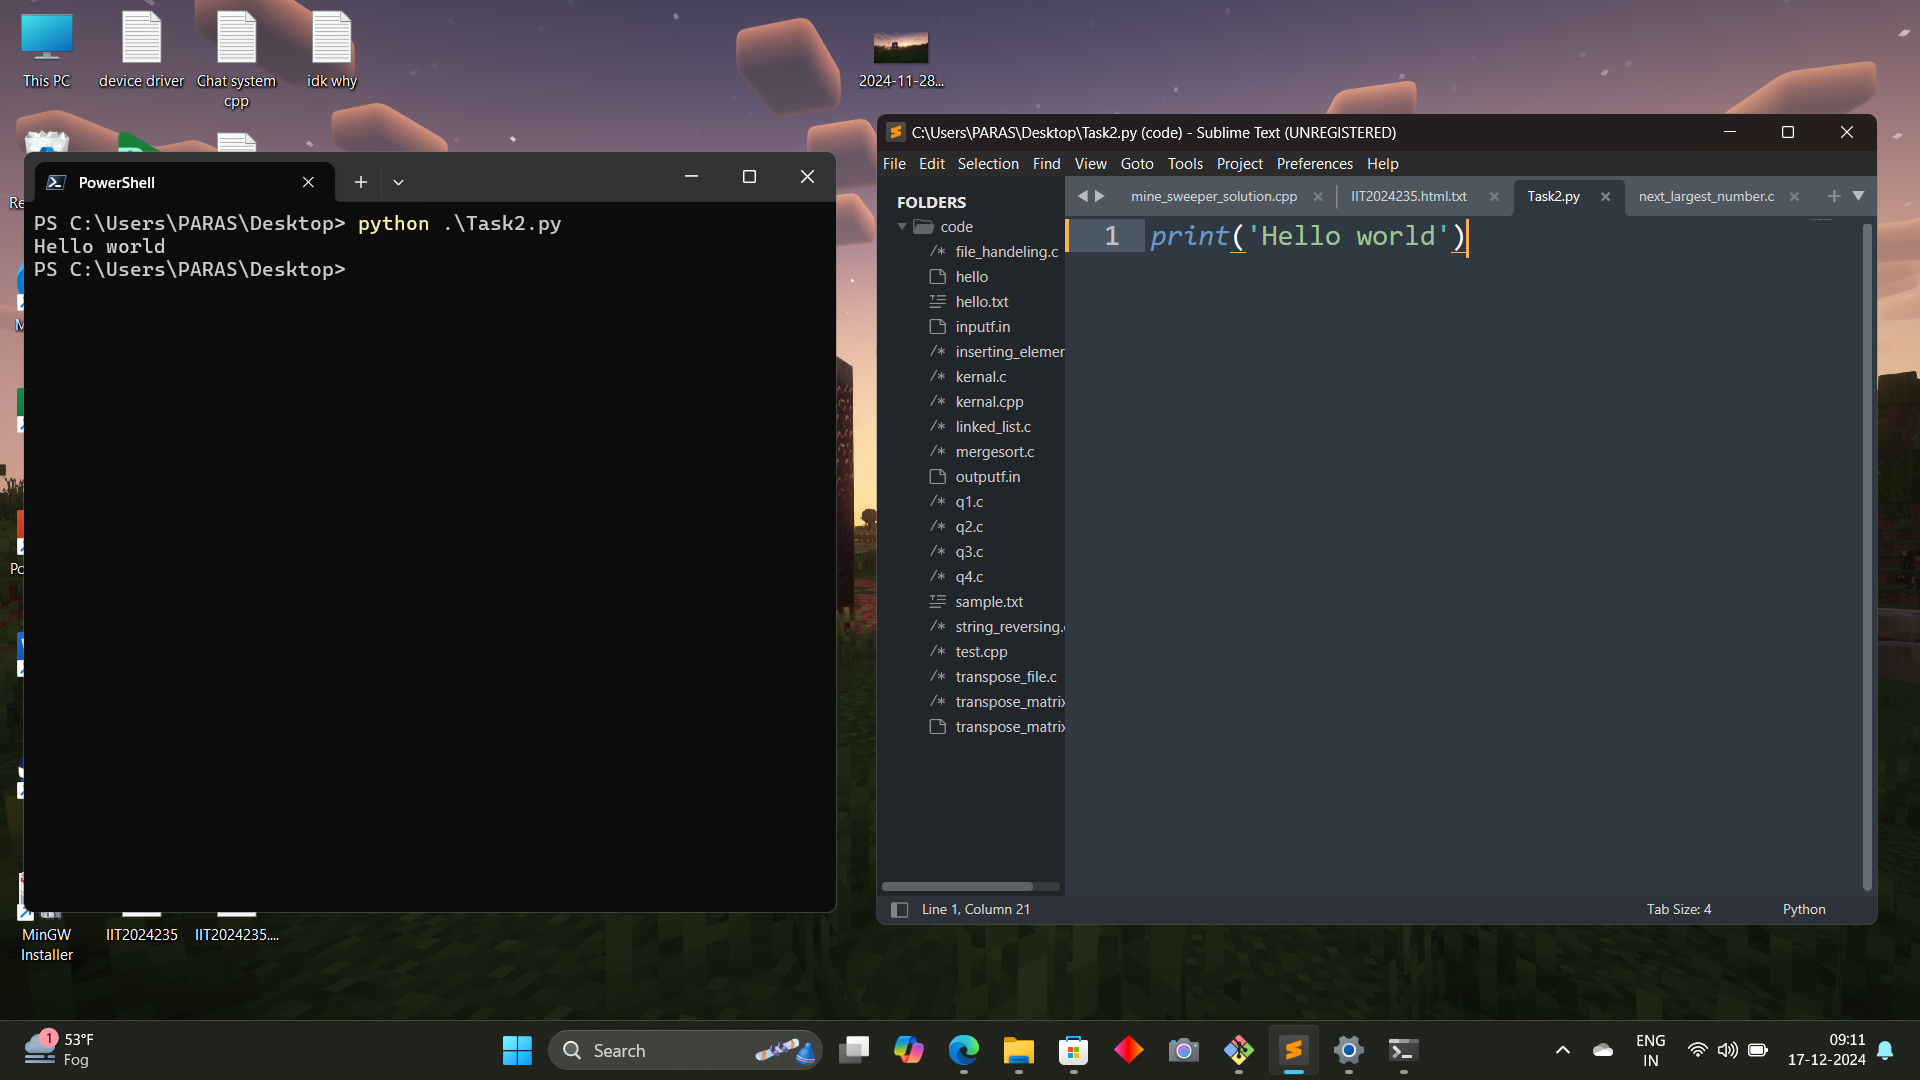 This PC
device driver
Chat system
cpp
idk why
2024-11-28...
PowerShell
PS C:\Users\PARAS\Desktop> python .\Task2.py
Hello world
PS C:\Users\PARAS\Desktop>
C:\Users\PARAS\Desktop\Task2.py (code) - Sublime Text (UNREGISTERED)
File Edit Selection Find View Goto Tools Project Preferences Help
mine_sweeper_solution.cpp IIT2024235.html.txt Task2.py next_largest_number.c
FOLDERS
code
/* file_handeling.c
hello
hello.txt
inputf.in
/* inserting_elemer
/* kernal.c
/* kernal.cpp
/* linked_list.c
/* mergesort.c
outputf.in
/* q1.c
/* q2.c
/* q3.c
/* q4.c
sample.txt
/* string_reversing.
/* test.cpp
/* transpose_file.c
/* transpose_matrix
transpose_matrix
1 print('Hello world')
Line 1, Column 21
Tab Size: 4
Python
MinGW
Installer
IIT2024235
IIT2024235....
1
53°F
Fog
Search
ENG
IN
09:11
17-12-2024